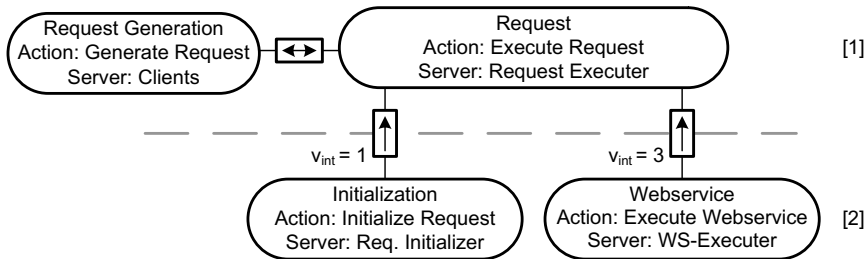 Request Generation
Action: Generate Request
Server: Clients
Request
Action: Execute Request
Server: Request Executer
[1]
v_int = 1
v_int = 3
Initialization
Action: Initialize Request
Server: Req. Initializer
Webservice
Action: Execute Webservice
Server: WS-Executer
[2]